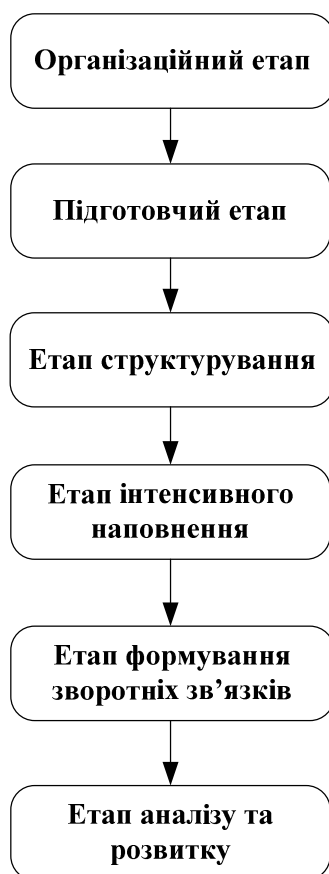 Організаційний етап
Підготовчий етап
Етап структурування
Етап інтенсивного
наповнення
Етап формування
зворотніх зв’язків
Етап аналізу та
розвитку